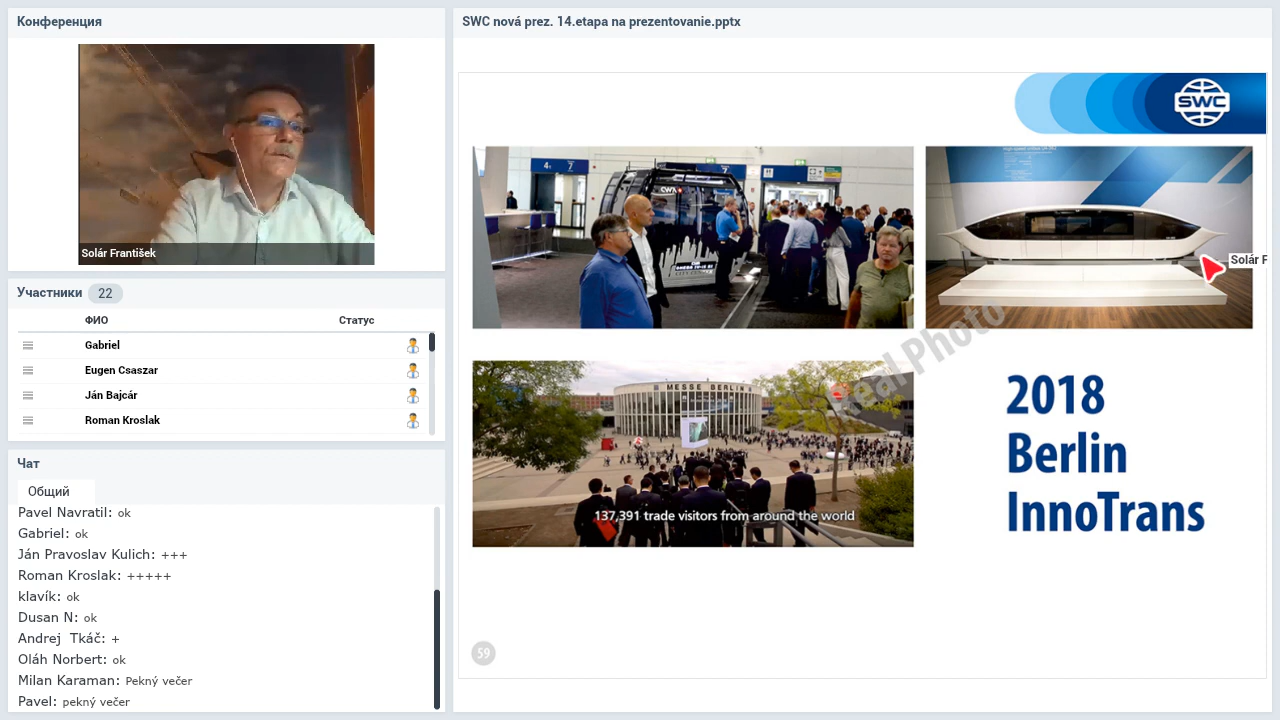 Конференция
Solár František
Участники 22
ФИО Статус
Gabriel
Eugen Csaszar
Ján Bajcár
Roman Kroslak
Чат
Общий
Pavel Navratil: ok
Gabriel: ok
Ján Pravoslav Kulich: +++
Roman Kroslak: +++++
klavík: ok
Dusan N: ok
Andrej Tkáč: +
Oláh Norbert: ok
Milan Karaman: Pekný večer
Pavel: pekný večer
SWC nová prez. 14.etapa na prezentovanie.pptx
SWC
7
Solár F
Real Photo
MESSE BERLIN
137,391 trade visitors from around the world
2018
Berlin
InnoTrans
59